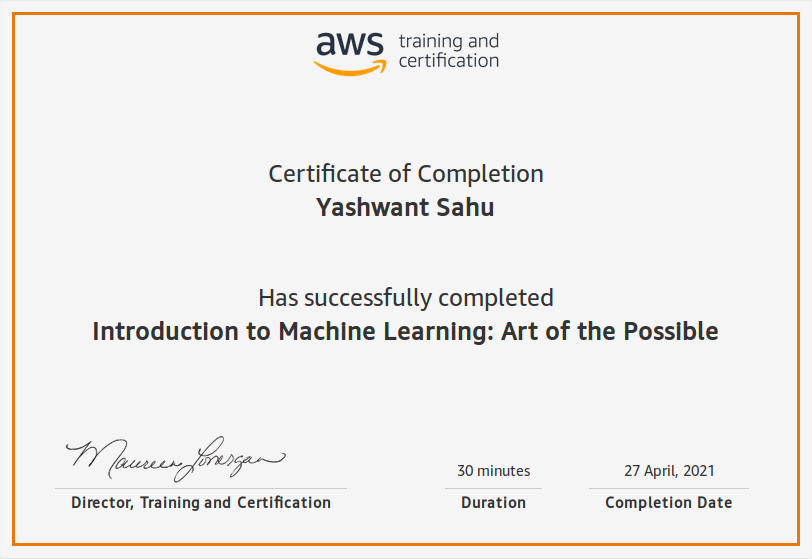 aws training and
certification
Certificate of Completion
Yashwant Sahu
Has successfully completed
Introduction to Machine Learning: Art of the Possible
Maureen Lonergan
30 minutes
27 April, 2021
Director, Training and Certification
Duration
Completion Date